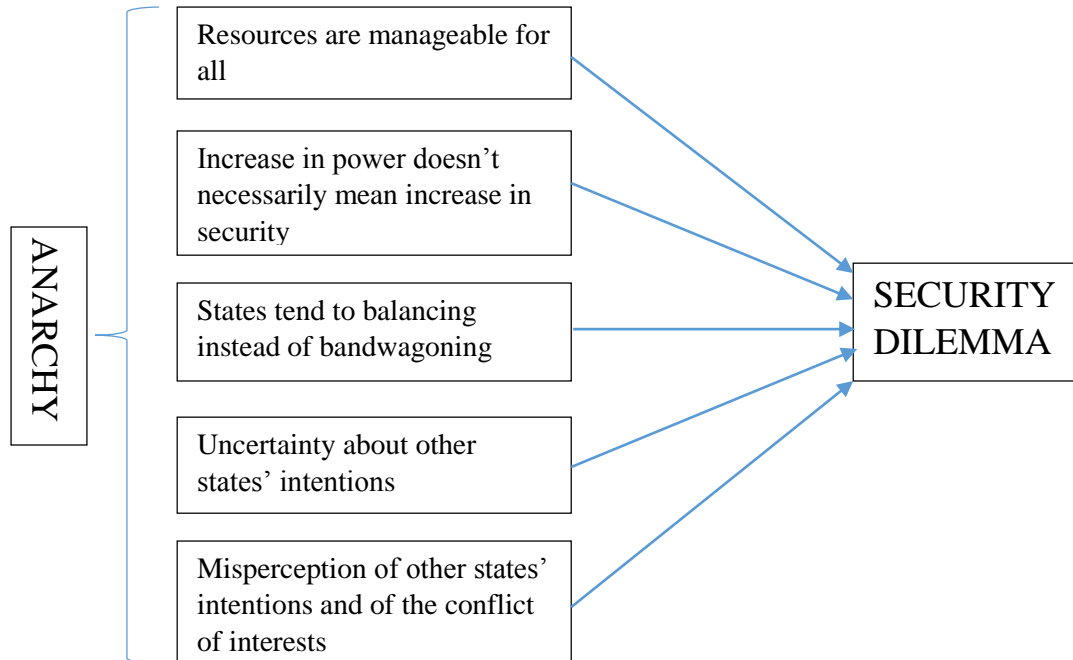 Resources are manageable for
all
Increase in power doesn’t
necessarily mean increase in
security
ANARCHY
States tend to balancing
instead of bandwagoning
SECURITY
DILEMMA
Uncertainty about other
states’ intentions
Misperception of other states’
intentions and of the conflict
of interests